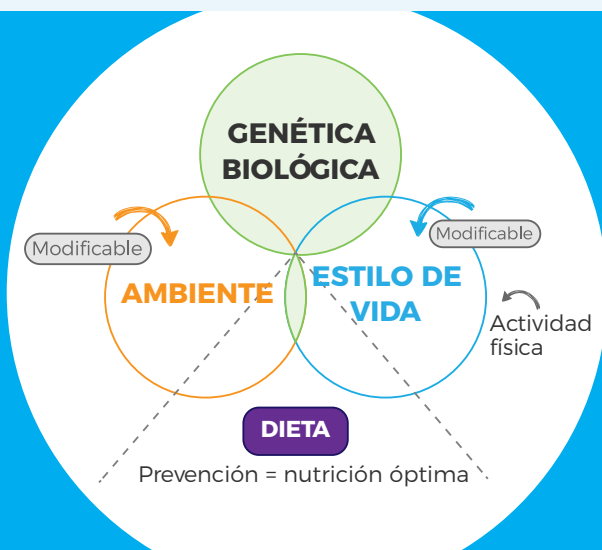 GENÉTICA
BIOLÓGICA
Modificable
Modificable
AMBIENTE
ESTILO DE
VIDA
Actividad
física
DIETA
Prevención = nutrición óptima